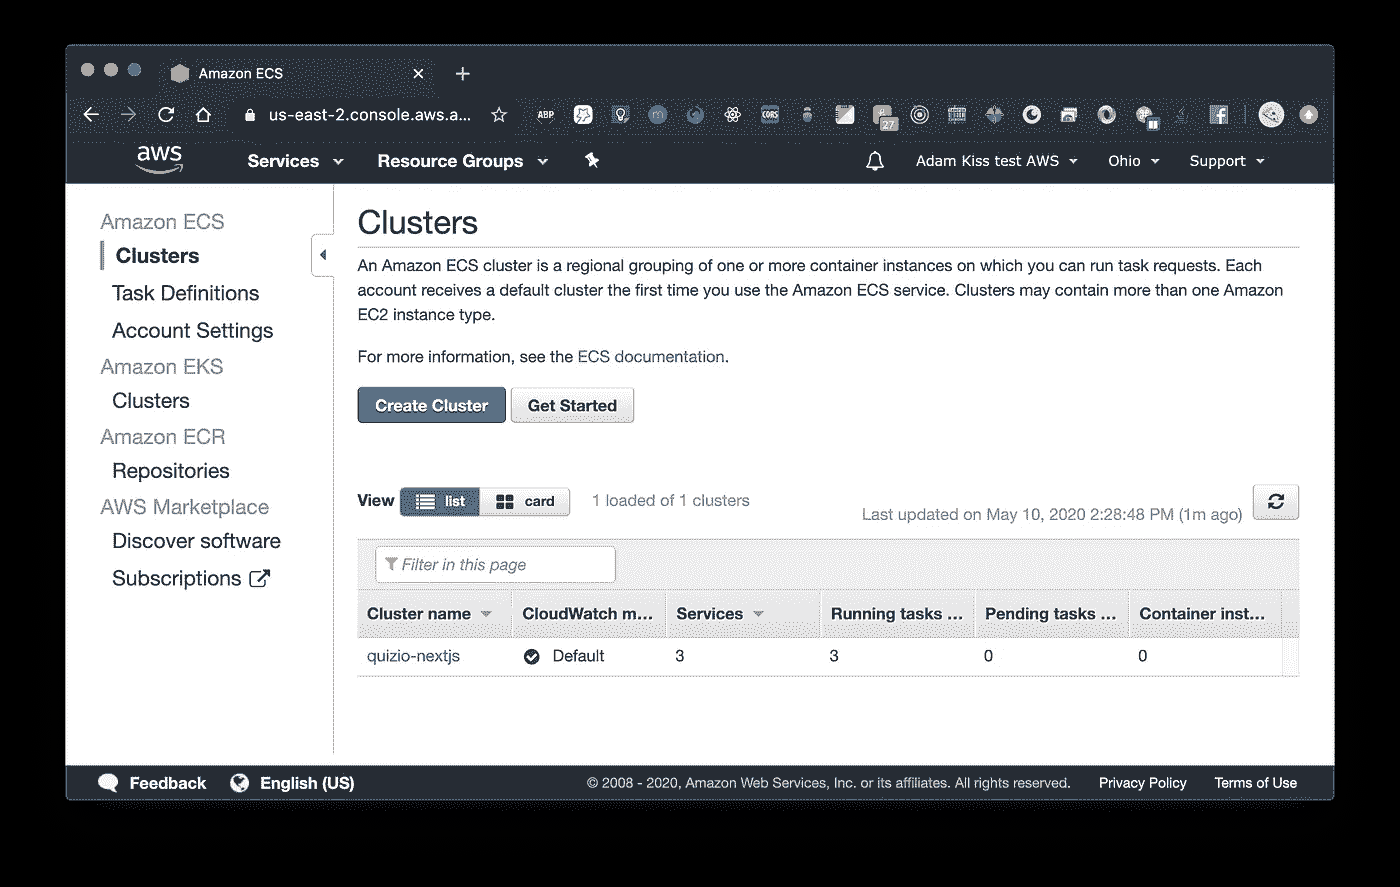 Amazon ECS
us-east-2.console.aws.a...
ABP
CORS
27
aws
Services
Resource Groups
Adam Kiss test AWS
Ohio
Support
Amazon ECS
Clusters
Task Definitions
Account Settings
Amazon EKS
Clusters
Amazon ECR
Repositories
AWS Marketplace
Discover software
Subscriptions
Clusters
An Amazon ECS cluster is a regional grouping of one or more container instances on which you can run task requests. Each
account receives a default cluster the first time you use the Amazon ECS service. Clusters may contain more than one Amazon
EC2 instance type.
For more information, see the ECS documentation.
Create Cluster
Get Started
View
list
card
1 loaded of 1 clusters
Last updated on May 10, 2020 2:28:48 PM (1m ago)
Filter in this page
Cluster name
CloudWatch m...
Services
Running tasks ...
Pending tasks ...
Container inst...
quizio-nextjs
Default
3
3
0
0
Feedback
English (US)
© 2008 - 2020, Amazon Web Services, Inc. or its affiliates. All rights reserved.
Privacy Policy
Terms of Use